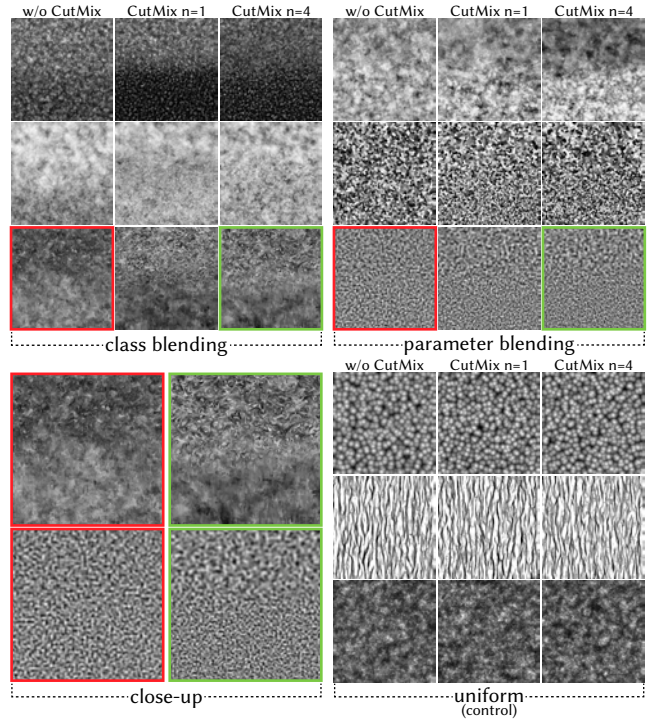 w/o CutMix CutMix n=1 CutMix n=4
w/o CutMix CutMix n=1 CutMix n=4
class blending
parameter blending
w/o CutMix CutMix n=1 CutMix n=4
close-up
uniform
(control)